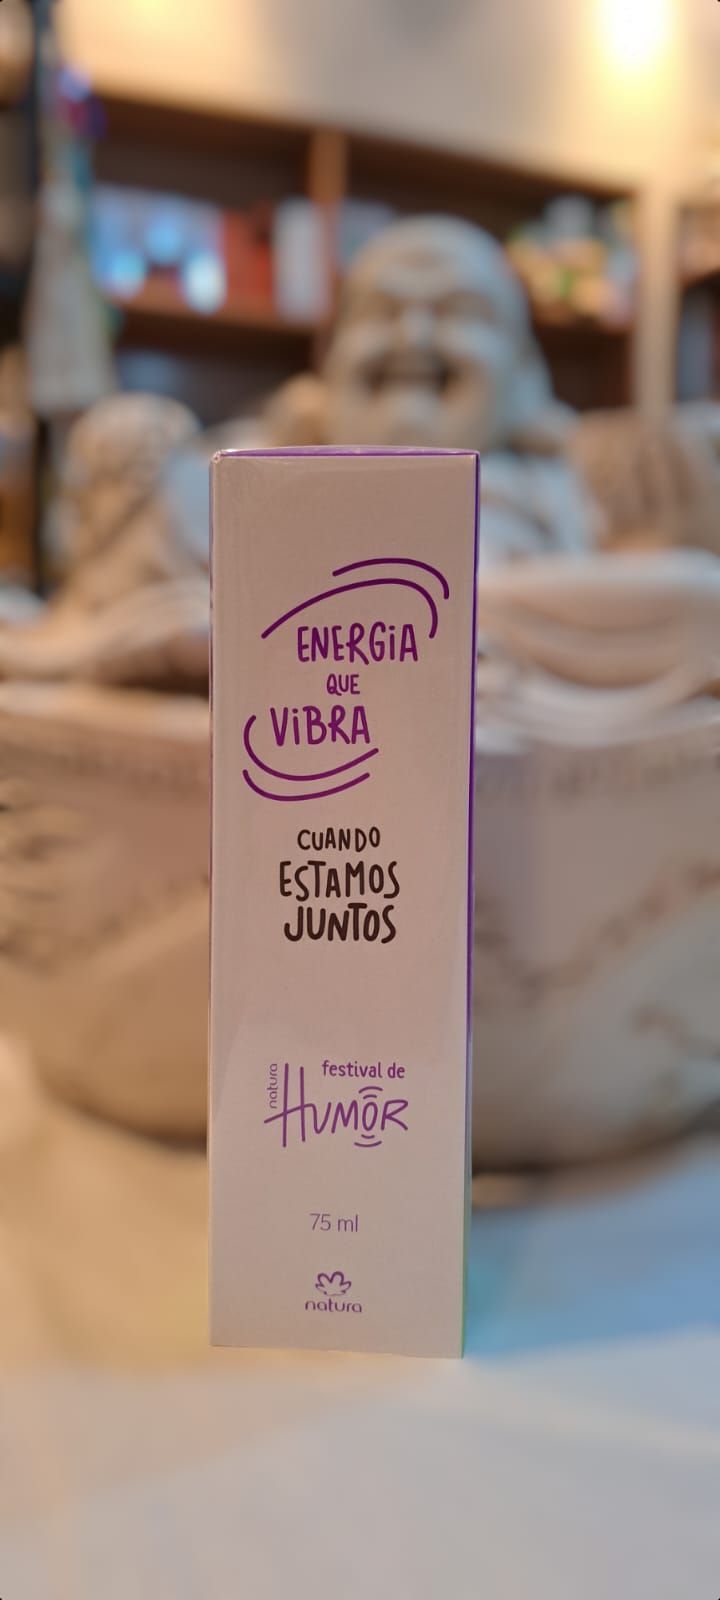 ENERGiA
QUE
ViBRA
CUANDO
ESTAMOS
JUNTOS
festival de
natura
HUMOR
75 ml
natura